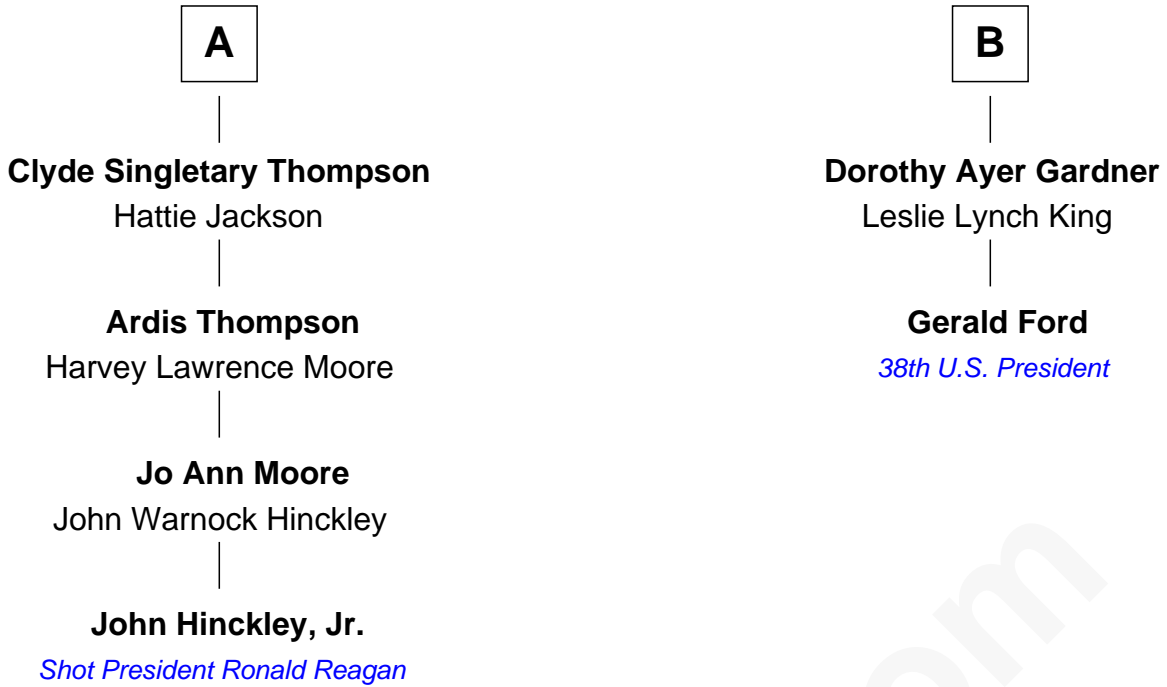 A
Clyde Singletary Thompson
Hattie Jackson
Ardis Thompson
Harvey Lawrence Moore
Jo Ann Moore
John Warnock Hinckley
John Hinckley, Jr.
Shot President Ronald Reagan
B
Dorothy Ayer Gardner
Leslie Lynch King
Gerald Ford
38th U.S. President
om